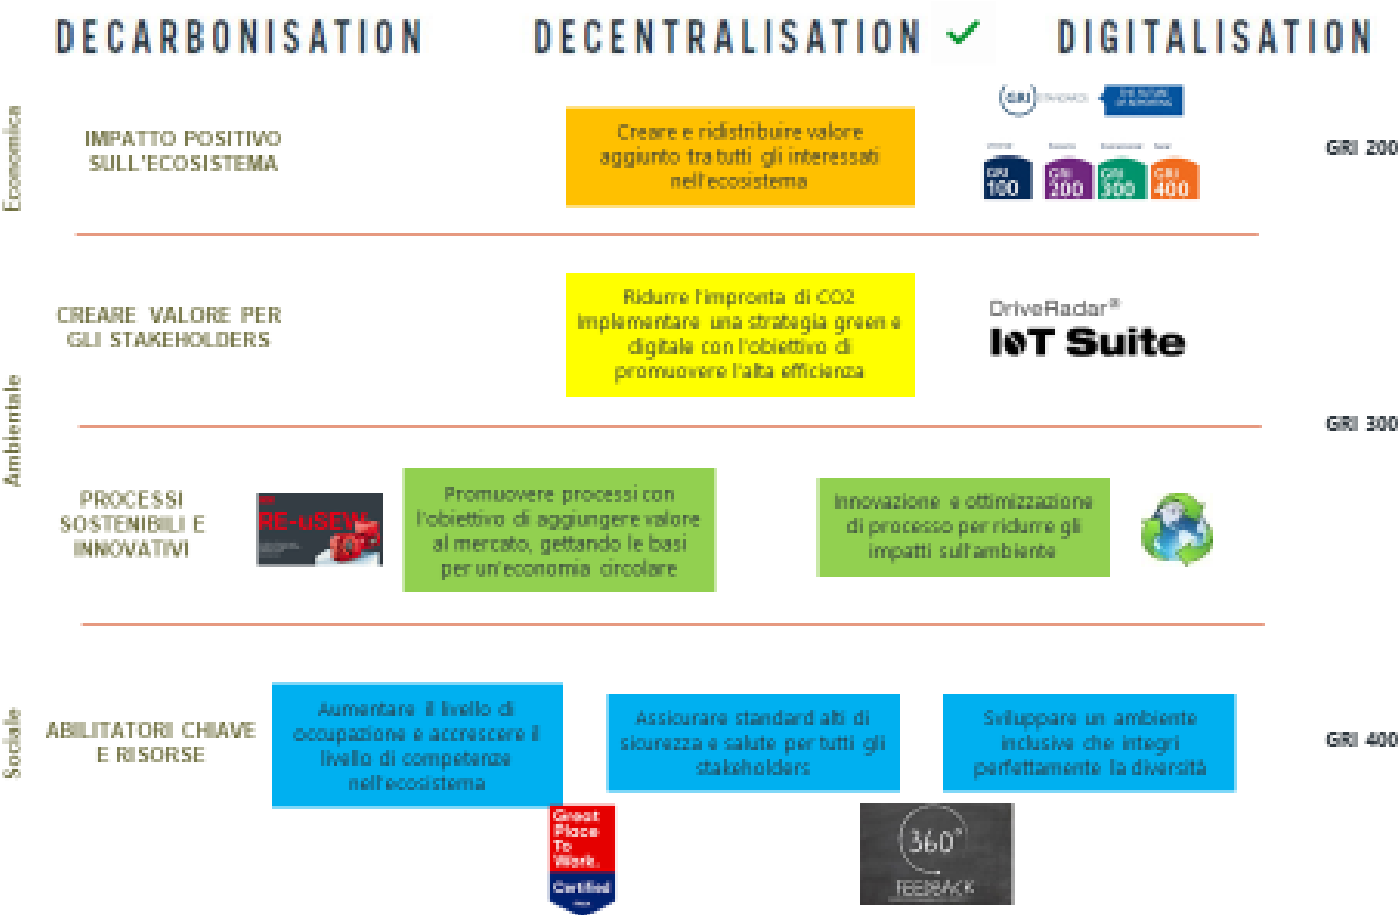 DECARBONISATION
DECENTRALISATION
DIGITALISATION
Economica
IMPATTO POSITIVO
SULL'ECOSISTEMA
Creare e ridistribuire valore
aggiunto tra tutti gli interessati
nell'ecosistema
GRI
STANDARDS
THE FUTURE
OF REPORTING
GRI
100
GRI
200
GRI
300
GRI
400
GRI 200
Ambientale
CREARE VALORE PER
GLI STAKEHOLDERS
Ridurre l'impronta di CO2
Implementare una strategia green e
digitale con l'obiettivo di
promuovere l'alta efficienza
DriveRadar®
IoT Suite
GRI 300
PROCESSI
SOSTENIBILI E
INNOVATIVI
RE-uSEW
Promuovere processi con
l'obiettivo di aggiungere valore
al mercato, gettando le basi
per un'economia circolare
Innovazione e ottimizzazione
di processo per ridurre gli
impatti sull'ambiente
Sociale
ABILITATORI CHIAVE
E RISORSE
Aumentare il livello di
occupazione e accrescere il
livello di competenze
nell'ecosistema
Assicurare standard alti di
sicurezza e salute per tutti gli
stakeholders
Sviluppare un ambiente
inclusive che integri
perfettamente la diversità
GRI 400
Great
Place
To
Work.
Certified
360°
FEEDBACK